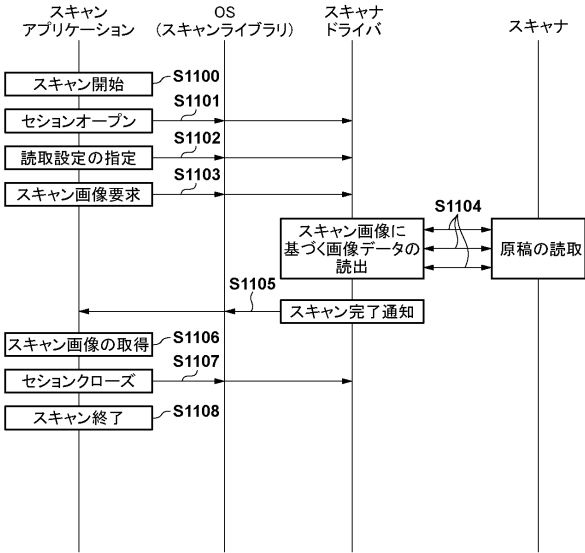 スキャン
アプリケーション
OS
(スキャンライブラリ)
スキャナ
ドライバ
スキャナ
スキャン開始
S1100
セションオープン
S1101
読取設定の指定
S1102
スキャン画像要求
S1103
スキャン画像に
基づく画像データの
読出
S1104
原稿の読取
S1105
スキャン完了通知
スキャン画像の取得
S1106
セションクローズ
S1107
スキャン終了
S1108